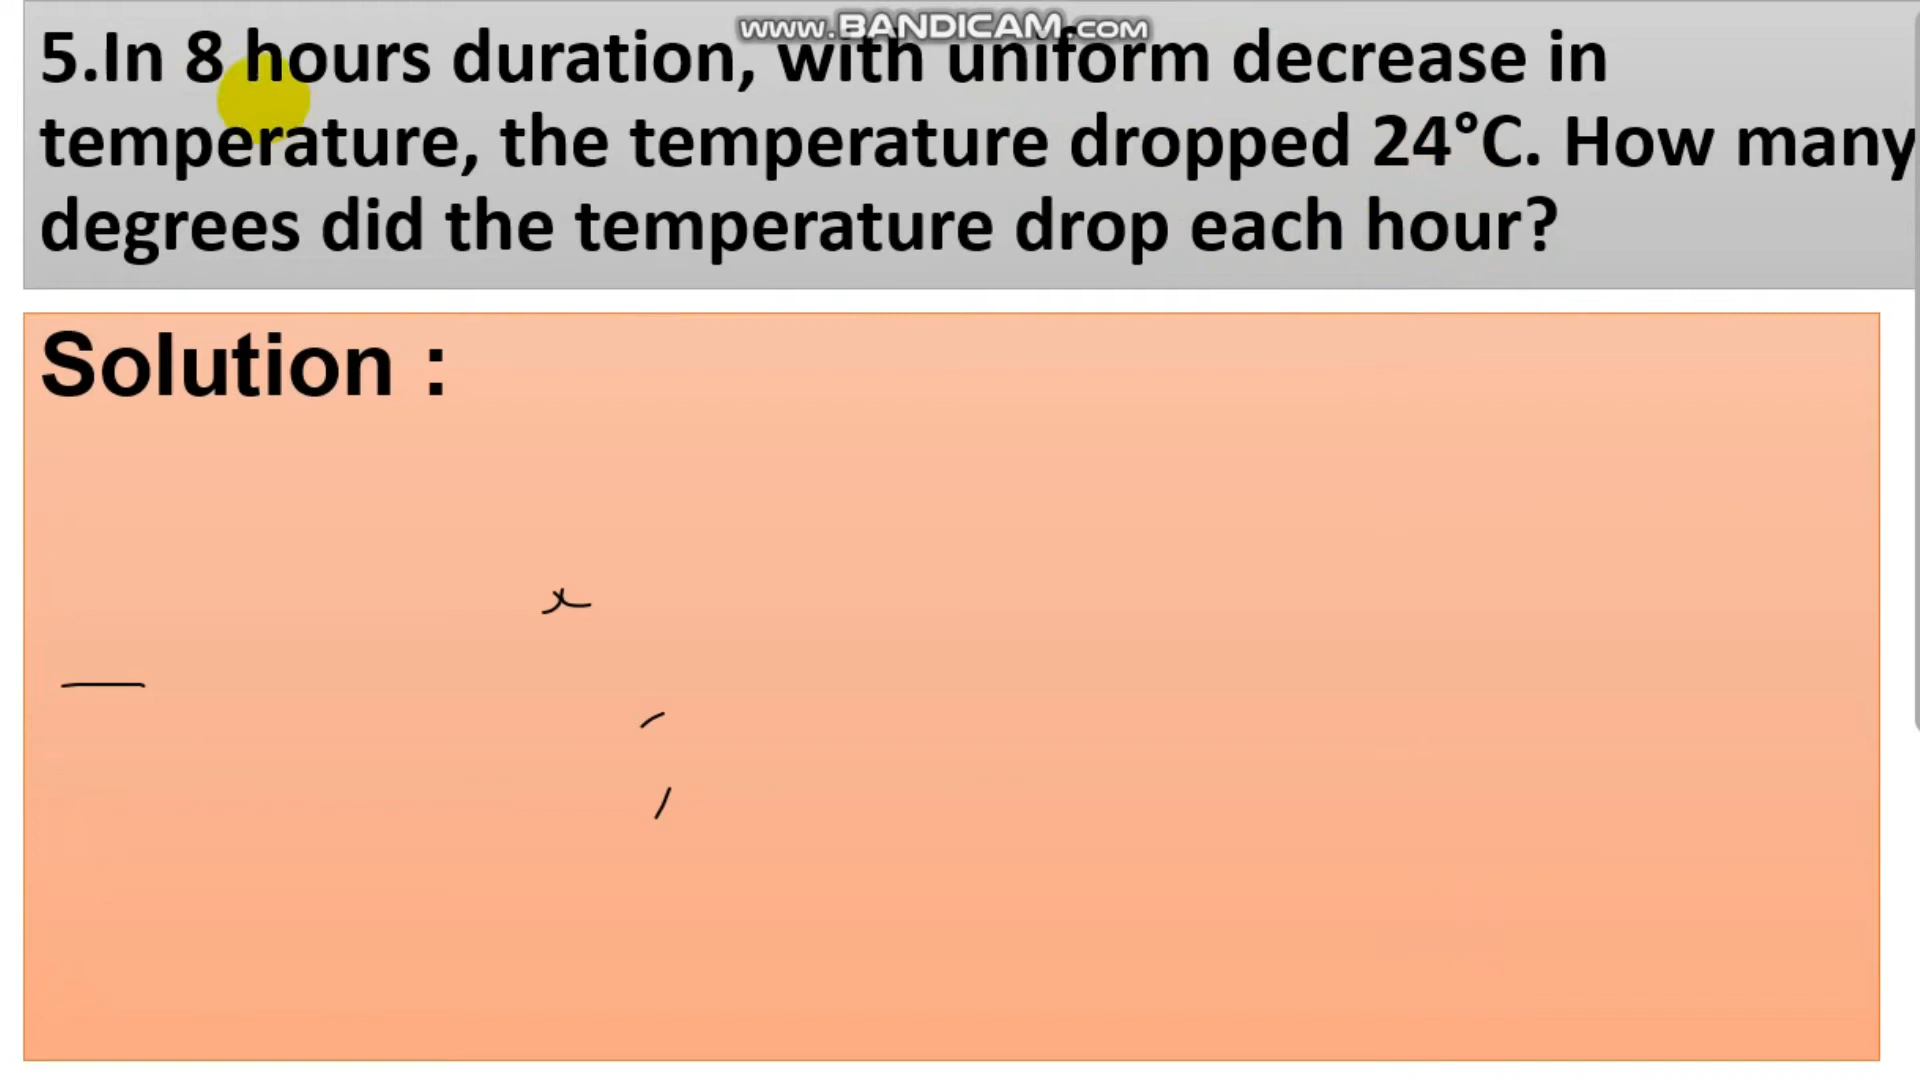 www.BANDICAM.com
5.In 8 hours duration, with uniform decrease in
temperature, the temperature dropped 24°C. How many
degrees did the temperature drop each hour?
Solution :
x